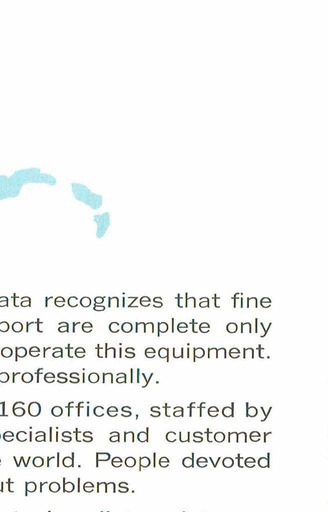 ata recognizes that fine
port are complete only
operate this equipment.
professionally.
160 offices, staffed by
ecialists and customer
world. People devoted
ut problems.